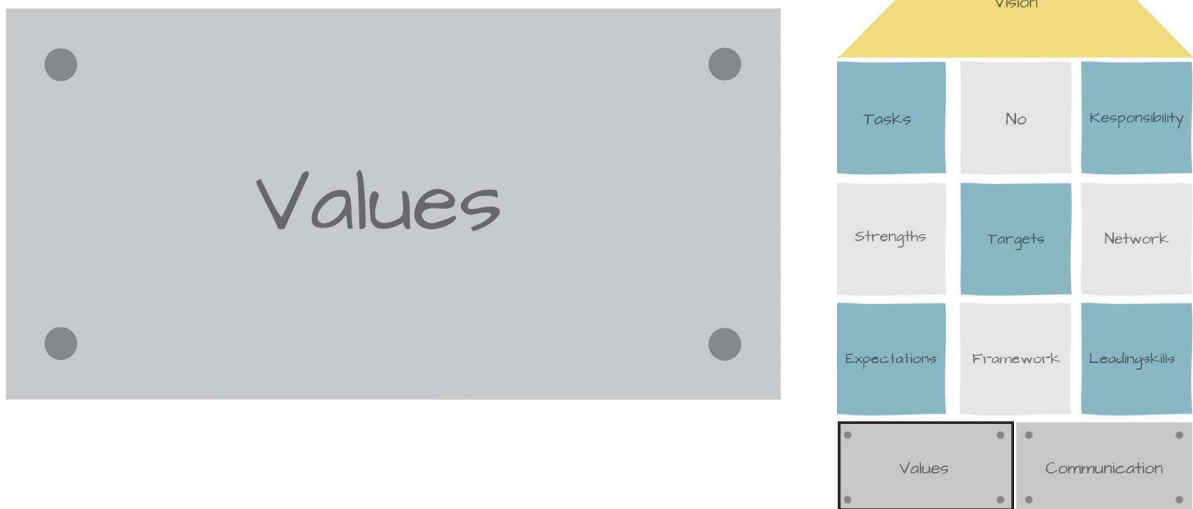 Values
Vision
Tasks No Responsibility
Strengths Targets Network
Expectations Framework Leadingskills
Values Communication